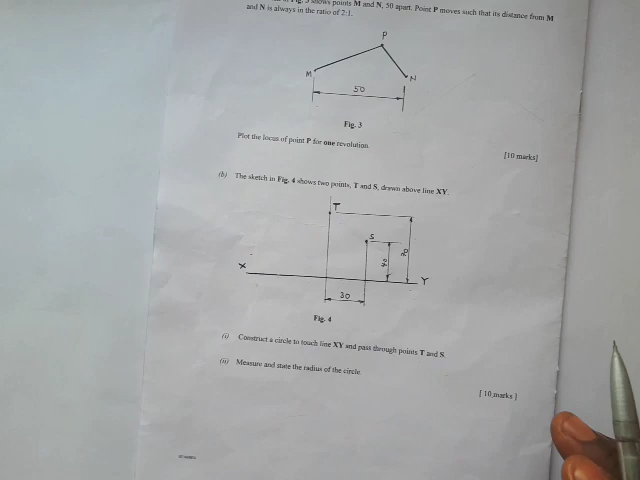 shows points M and N, 50 apart. Point P moves such that its distance from M
and N is always in the ratio of 2:1.
P
M
N
50
Fig. 3
Plot the locus of point P for one revolution.
[10 marks]
(b) The sketch in Fig. 4 shows two points, T and S, drawn above line XY.
T
S
40
70
X
Y
30
Fig. 4
(i) Construct a circle to touch line XY and pass through points T and S.
(ii) Measure and state the radius of the circle.
[ 10 marks ]